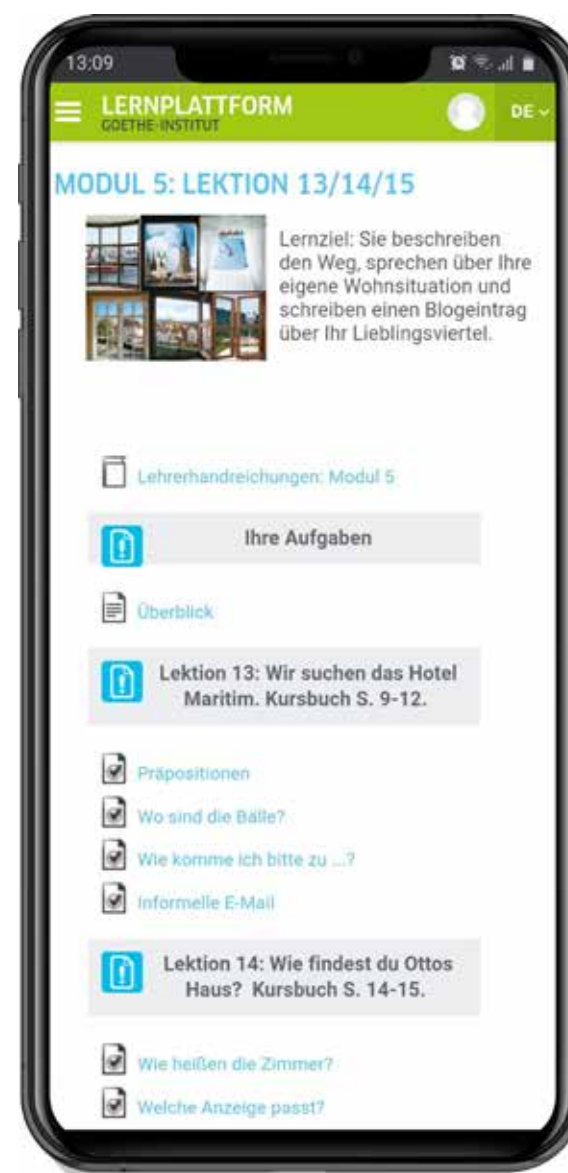 13:09
LERNPLATTFORM
GOETHE-INSTITUT
DE
MODUL 5: LEKTION 13/14/15
Lernziel: Sie beschreiben
den Weg, sprechen über Ihre
eigene Wohnsituation und
schreiben einen Blogeintrag
über Ihr Lieblingsviertel.
Lehrerhandreichungen: Modul 5
Ihre Aufgaben
Überblick
Lektion 13: Wir suchen das Hotel
Maritim. Kursbuch S. 9-12.
Präpositionen
Wo sind die Bälle?
Wie komme ich bitte zu ...?
Informelle E-Mail
Lektion 14: Wie findest du Ottos
Haus? Kursbuch S. 14-15.
Wie heißen die Zimmer?
Welche Anzeige passt?